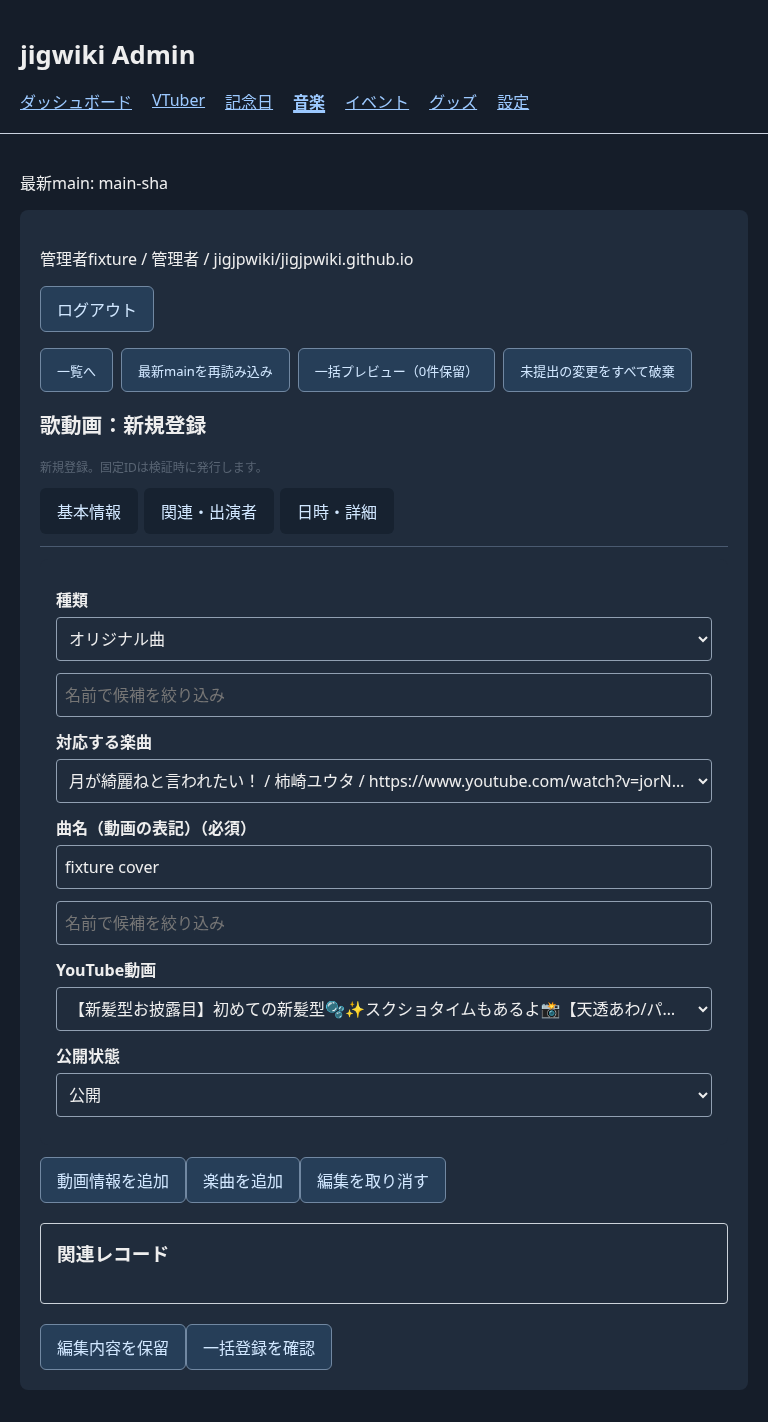 jigwiki Admin
ダッシュボード VTuber 記念日 音楽 イベント グッズ 設定
最新main: main-sha
管理者fixture / 管理者 / jigjpwiki/jigjpwiki.github.io
ログアウト
一覧へ 最新mainを再読み込み 一括プレビュー（0件保留） 未提出の変更をすべて破棄
歌動画：新規登録
新規登録。固定IDは検証時に発行します。
基本情報 関連・出演者 日時・詳細
種類
オリジナル曲
名前で候補を絞り込み
対応する楽曲
月が綺麗ねと言われたい！ / 柿崎ユウタ / https://www.youtube.com/watch?v=jorN...
曲名（動画の表記）（必須）
fixture cover
名前で候補を絞り込み
YouTube動画
【新髪型お披露目】初めての新髪型🫧✨スクショタイムもあるよ📸【天透あわ/パ...
公開状態
公開
動画情報を追加 楽曲を追加 編集を取り消す
関連レコード
編集内容を保留 一括登録を確認